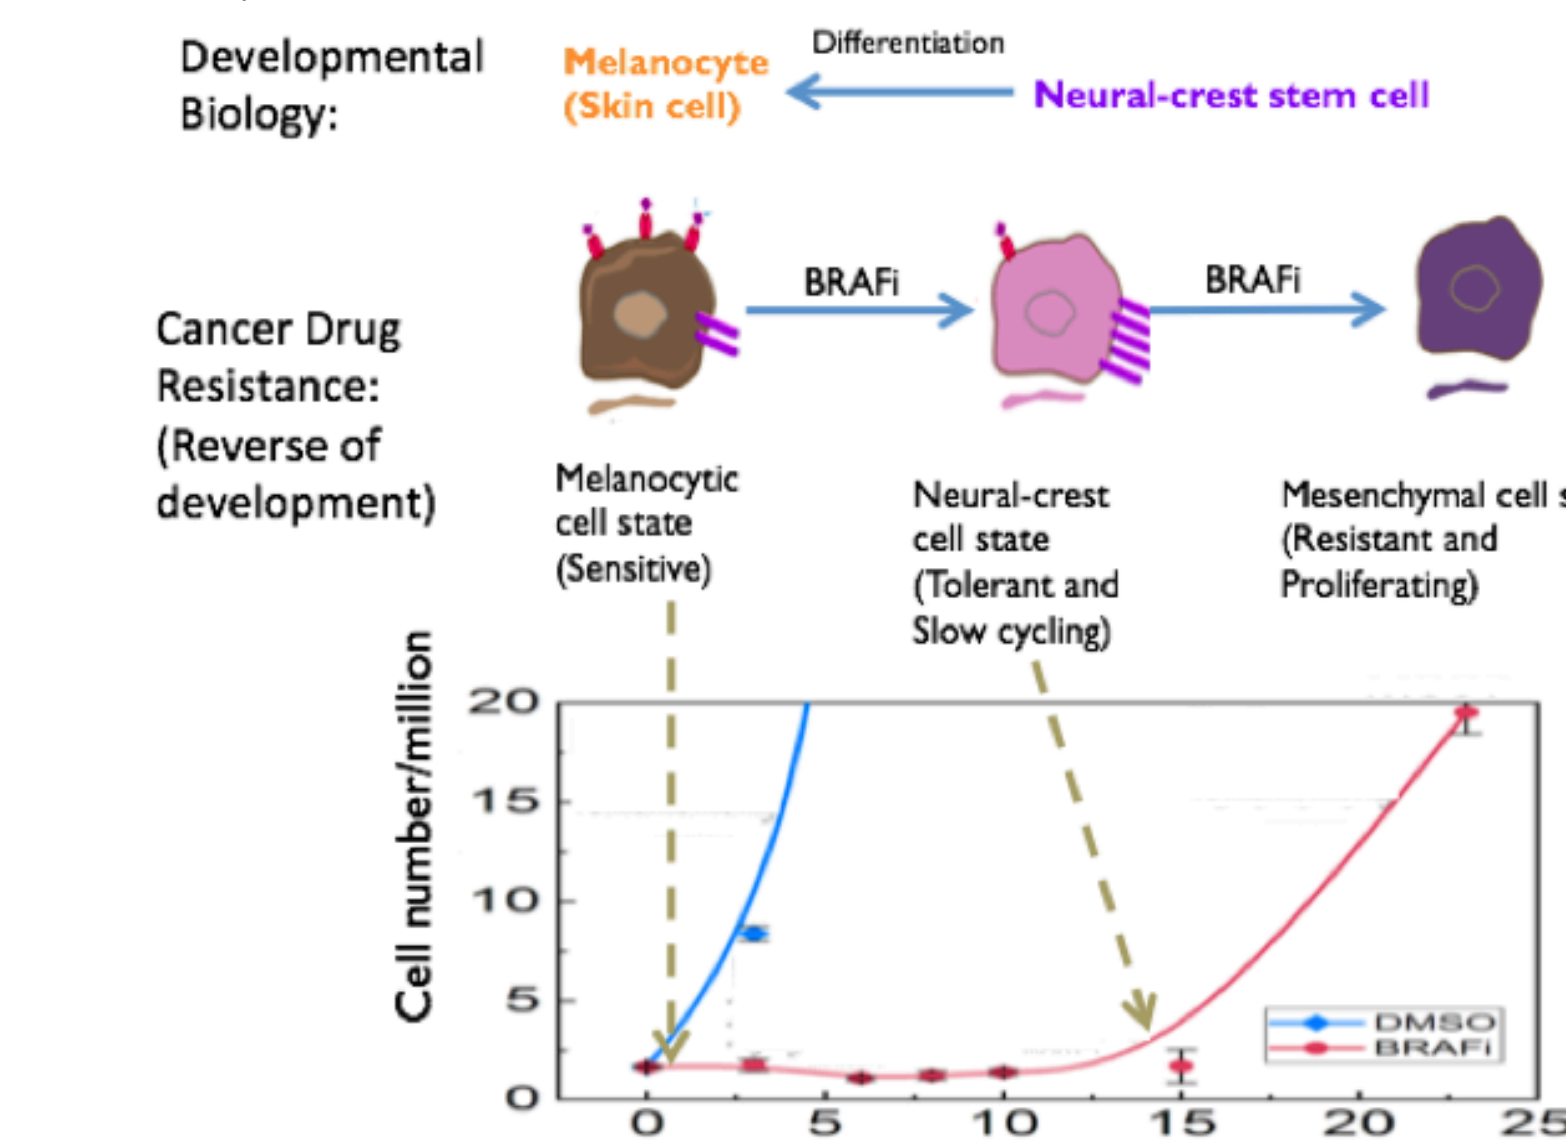 Developmental
Biology:
Melanocyte
(Skin cell)
Differentiation
Neural-crest stem cell
Cancer Drug
Resistance:
(Reverse of
development)
BRAFi
BRAFi
Melanocytic
cell state
(Sensitive)
Neural-crest
cell state
(Tolerant and
Slow cycling)
Mesenchymal cell s
(Resistant and
Proliferating)
Cell number/million
20
15
10
5
0
DMSO
BRAFi
0 5 10 15 20 25